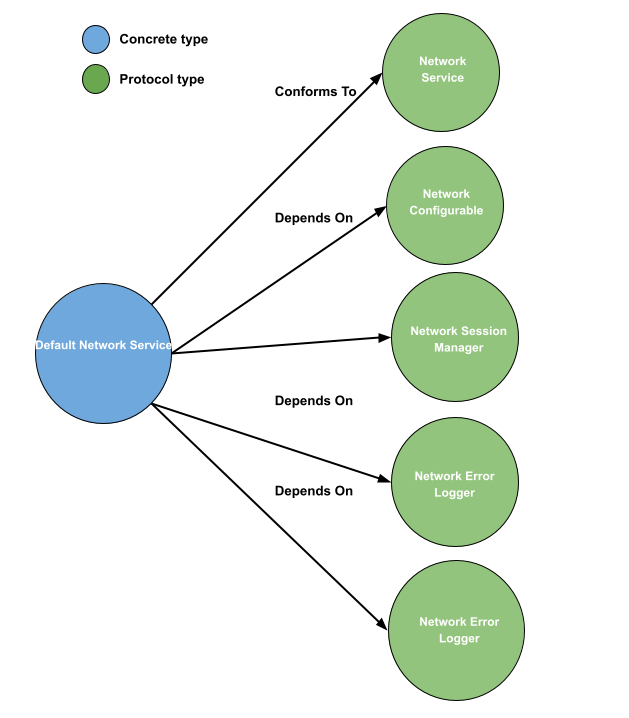 Concrete type
Protocol type
Network
Service
Conforms To
Network
Configurable
Depends On
Default Network Service
Network Session
Manager
Depends On
Network Error
Logger
Depends On
Network Error
Logger